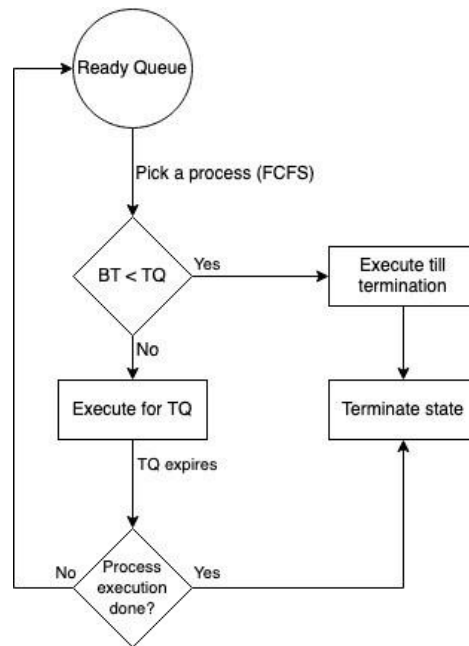 Ready Queue
Pick a process (FCFS)
BT < TQ
Yes
Execute till
termination
No
Execute for TQ
Terminate state
TQ expires
No
Process
execution
done?
Yes